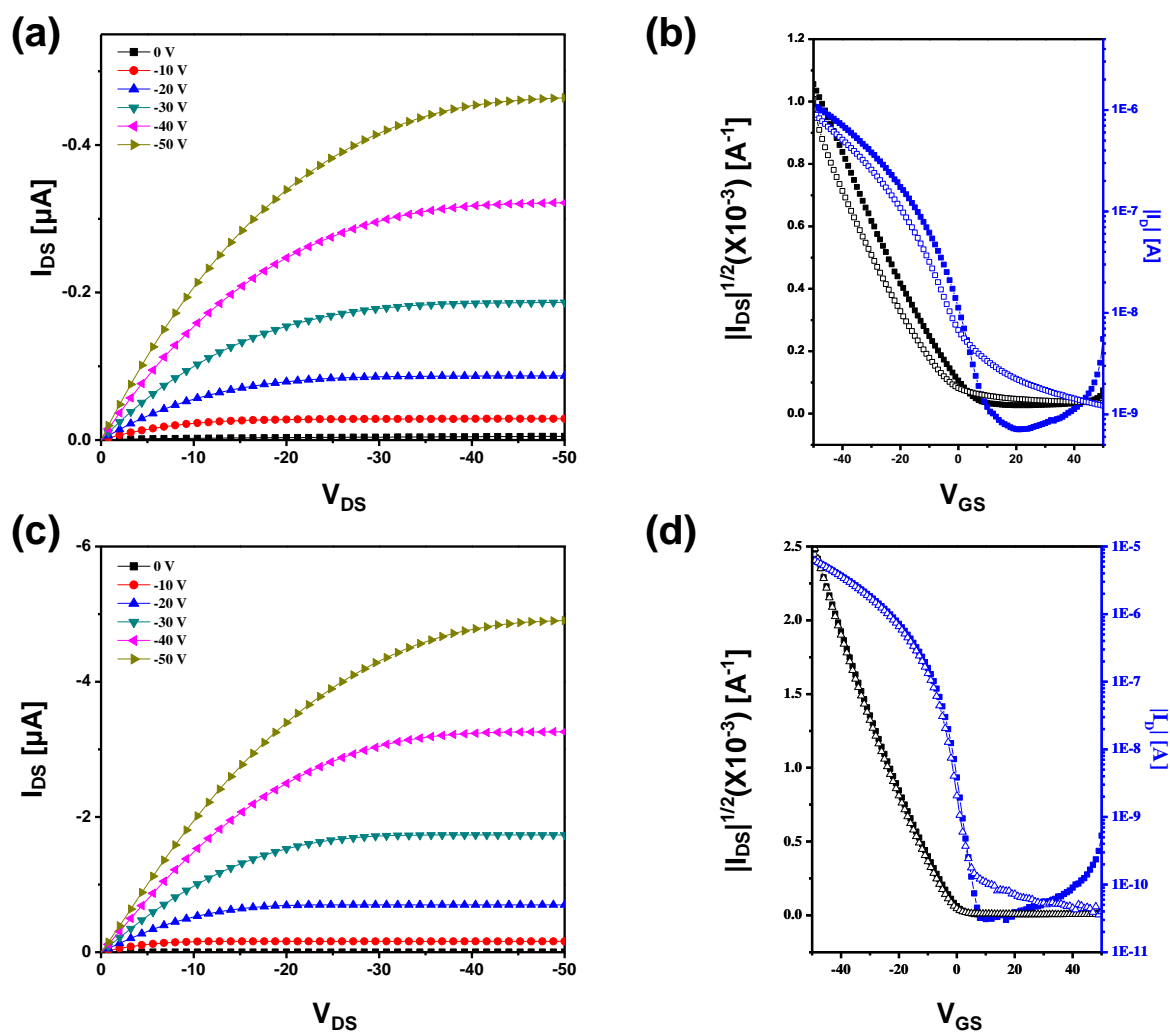 (a)
0 V
-10 V
-20 V
-30 V
-40 V
-50 V
-0.4
-0.2
0.0
0 -10 -20 -30 -40 -50
I_DS [µA]
V_DS
(b)
1.2
1.0
0.8
0.6
0.4
0.2
0.0
-40 -20 0 20 40
1E-6
1E-7
1E-8
1E-9
|I_DS|^1/2(X10^-3) [A^-1]
|I_D| [A]
V_GS
(c)
0 V
-10 V
-20 V
-30 V
-40 V
-50 V
-6
-4
-2
0
0 -10 -20 -30 -40 -50
I_DS [µA]
V_DS
(d)
2.5
2.0
1.5
1.0
0.5
0.0
-40 -20 0 20 40
1E-5
1E-6
1E-7
1E-8
1E-9
1E-10
1E-11
|I_DS|^1/2(X10^-3) [A^-1]
|I_D| [A]
V_GS